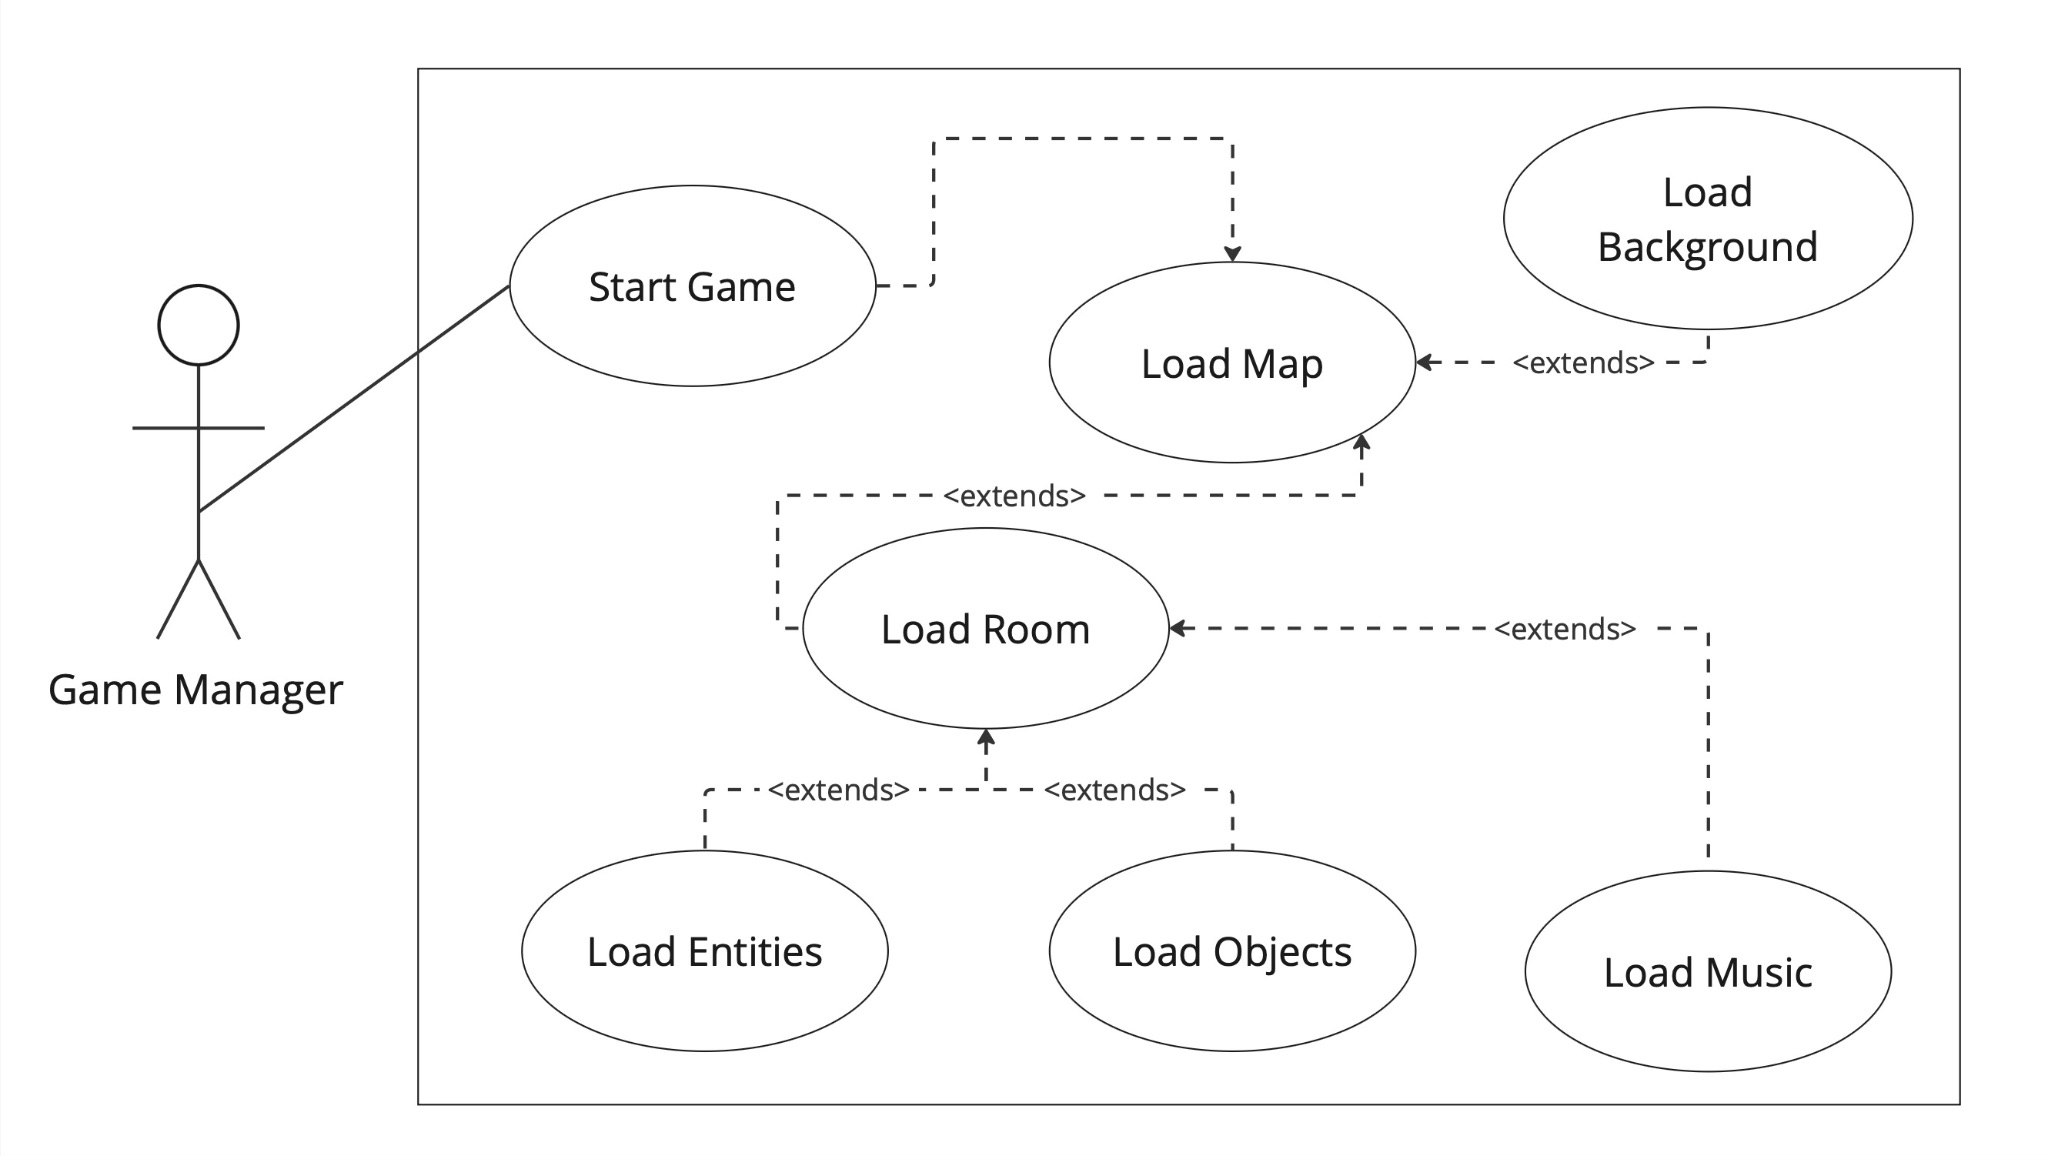 Load
Background
Start Game
Load Map
<extends>
<extends>
Load Room
<extends>
Game Manager
<extends>
<extends>
Load Entities
Load Objects
Load Music